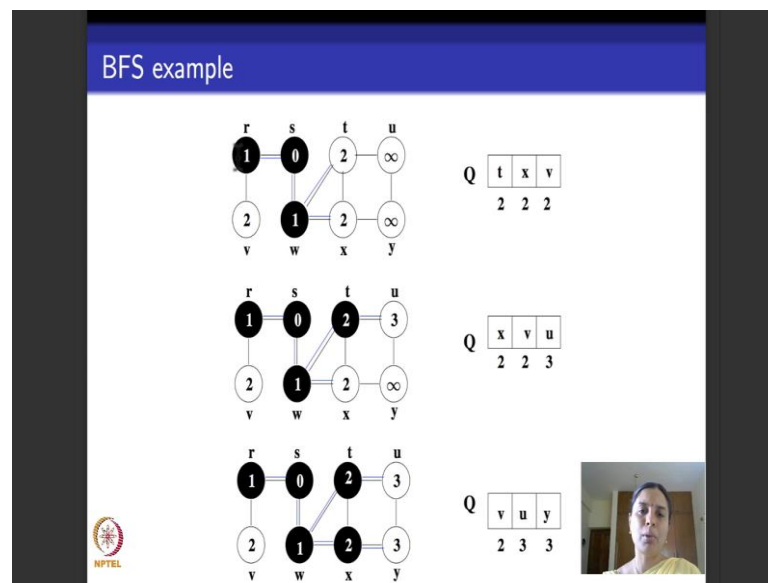 BFS example
r s t u
1 0 2 ∞ Q t x v
2 2 2
2 1 2 ∞
v w x y
r s t u
1 0 2 3 Q x v u
2 2 3
2 1 2 ∞
v w x y
r s t u
1 0 2 3 Q v u y
2 3 3
2 1 2 3
v w x y
NPTEL